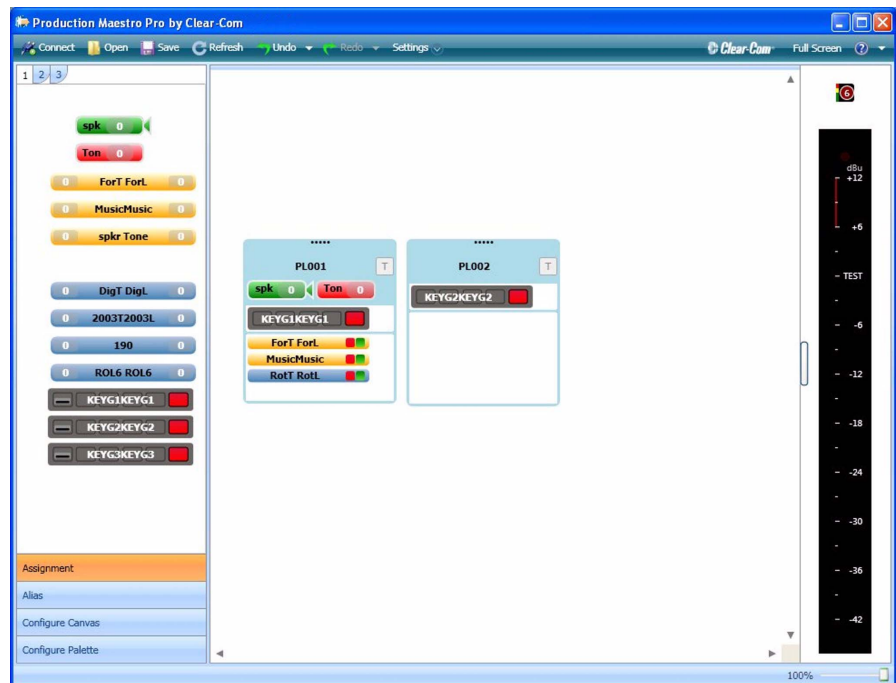 Production Maestro Pro by Clear-Com
Connect Open Save Refresh Undo Redo Settings Clear-Com Full Screen ?
1 2 3
6
spk 0
Ton 0
0 ForT ForL 0
0 MusicMusic 0
0 spkr Tone 0
0 DigT DigL 0
0 2003T2003L 0
0 190 0
0 ROL6 ROL6 0
KEYG1KEYG1
KEYG2KEYG2
KEYG3KEYG3
Assignment
Alias
Configure Canvas
Configure Palette
PL001 T
spk 0 Ton 0
KEYG1KEYG1
ForT ForL
MusicMusic
RotT RotL
PL002 T
KEYG2KEYG2
dBu
+12
+6
TEST
-6
-12
-18
-24
-30
-36
-42
100%